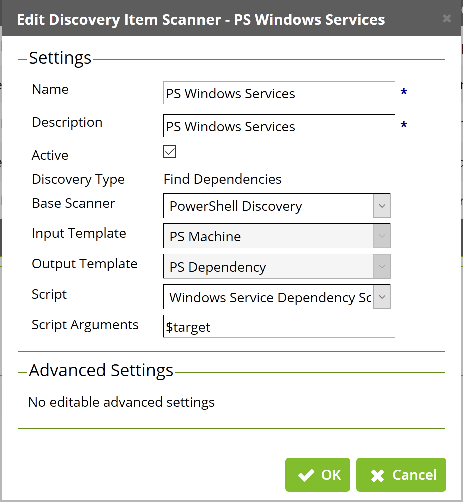 Edit Discovery Item Scanner - PS Windows Services
Settings
Name PS Windows Services *
Description PS Windows Services *
Active
Discovery Type Find Dependencies
Base Scanner PowerShell Discovery
Input Template PS Machine
Output Template PS Dependency
Script Windows Service Dependency Sc
Script Arguments $target
Advanced Settings
No editable advanced settings
OK Cancel